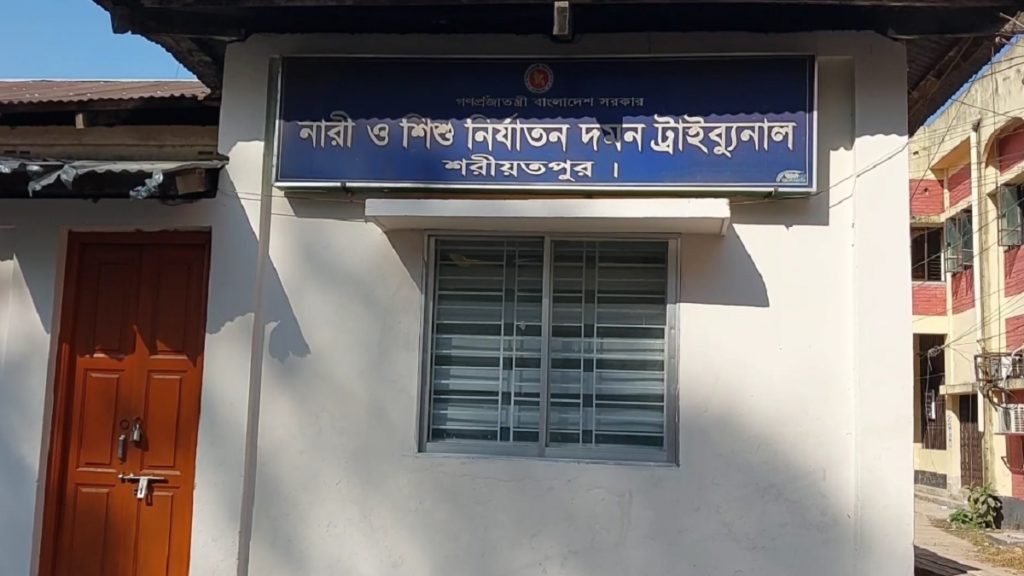 গণপ্রজাতন্ত্রী বাংলাদেশ সরকার
নারী ও শিশু নির্যাতন দমন ট্রাইব্যুনাল
শরীয়তপুর ।